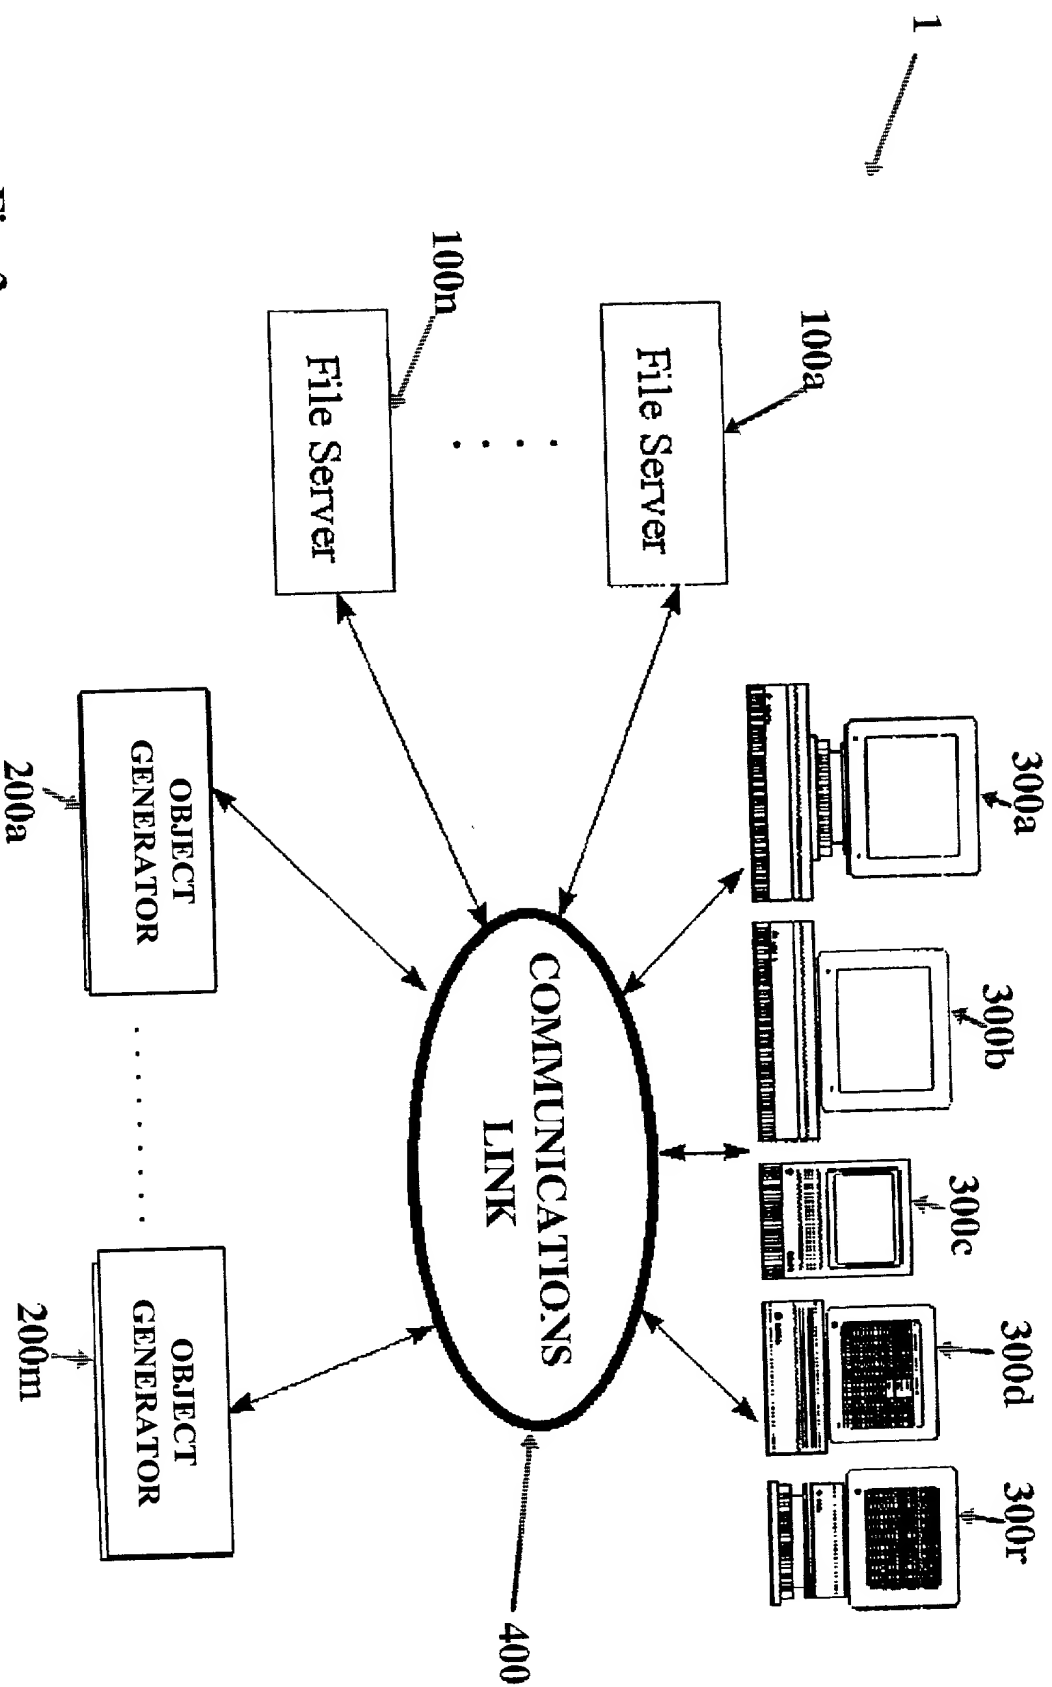 1
300a
300b
300c
300d
300r
100a
File Server
100n
File Server
COMMUNICATIONS
LINK
400
OBJECT
GENERATOR
200a
OBJECT
GENERATOR
200m